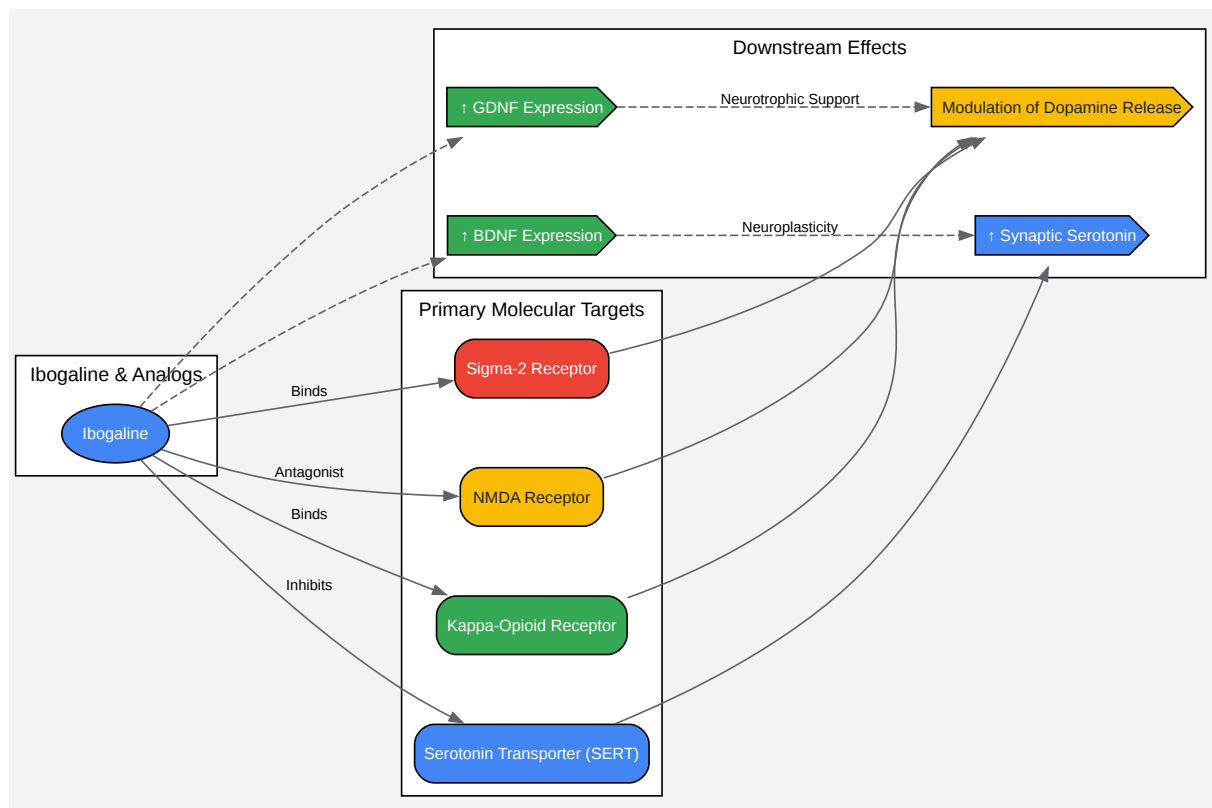 Downstream Effects
↑ GDNF Expression
Neurotrophic Support
Modulation of Dopamine Release
↑ BDNF Expression
Neuroplasticity
↑ Synaptic Serotonin
Primary Molecular Targets
Sigma-2 Receptor
NMDA Receptor
Kappa-Opioid Receptor
Serotonin Transporter (SERT)
Ibogaline & Analogs
Ibogaline
Binds
Antagonist
Binds
Inhibits